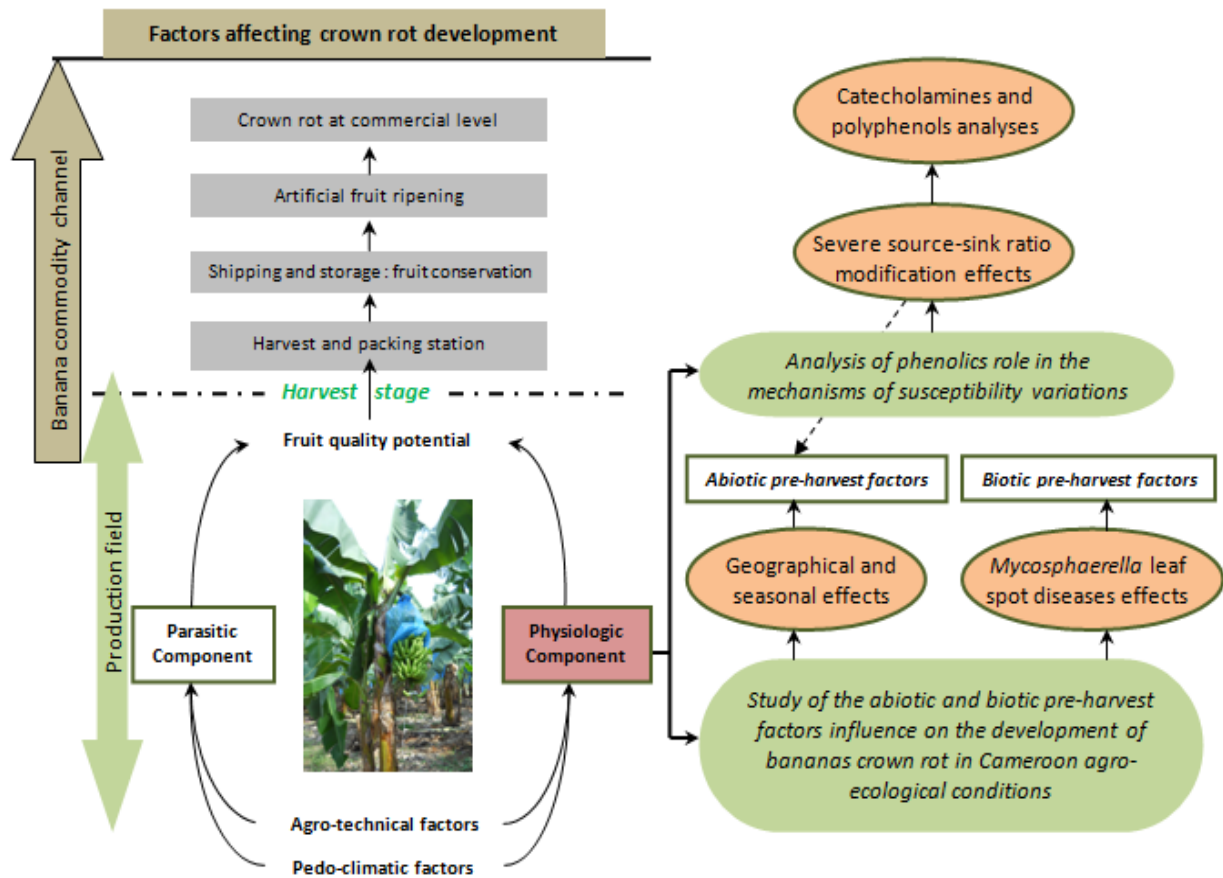 Factors affecting crown rot development
Banana commodity channel
Crown rot at commercial level
Artificial fruit ripening
Shipping and storage : fruit conservation
Harvest and packing station
Harvest stage
Fruit quality potential
Production field
Parasitic
Component
Physiologic
Component
Agro-technical factors
Pedo-climatic factors
Catecholamines and
polyphenols analyses
Severe source-sink ratio
modification effects
Analysis of phenolics role in the
mechanisms of susceptibility variations
Abiotic pre-harvest factors
Biotic pre-harvest factors
Geographical and
seasonal effects
Mycosphaerella leaf
spot diseases effects
Study of the abiotic and biotic pre-harvest
factors influence on the development of
bananas crown rot in Cameroon agro-
ecological conditions